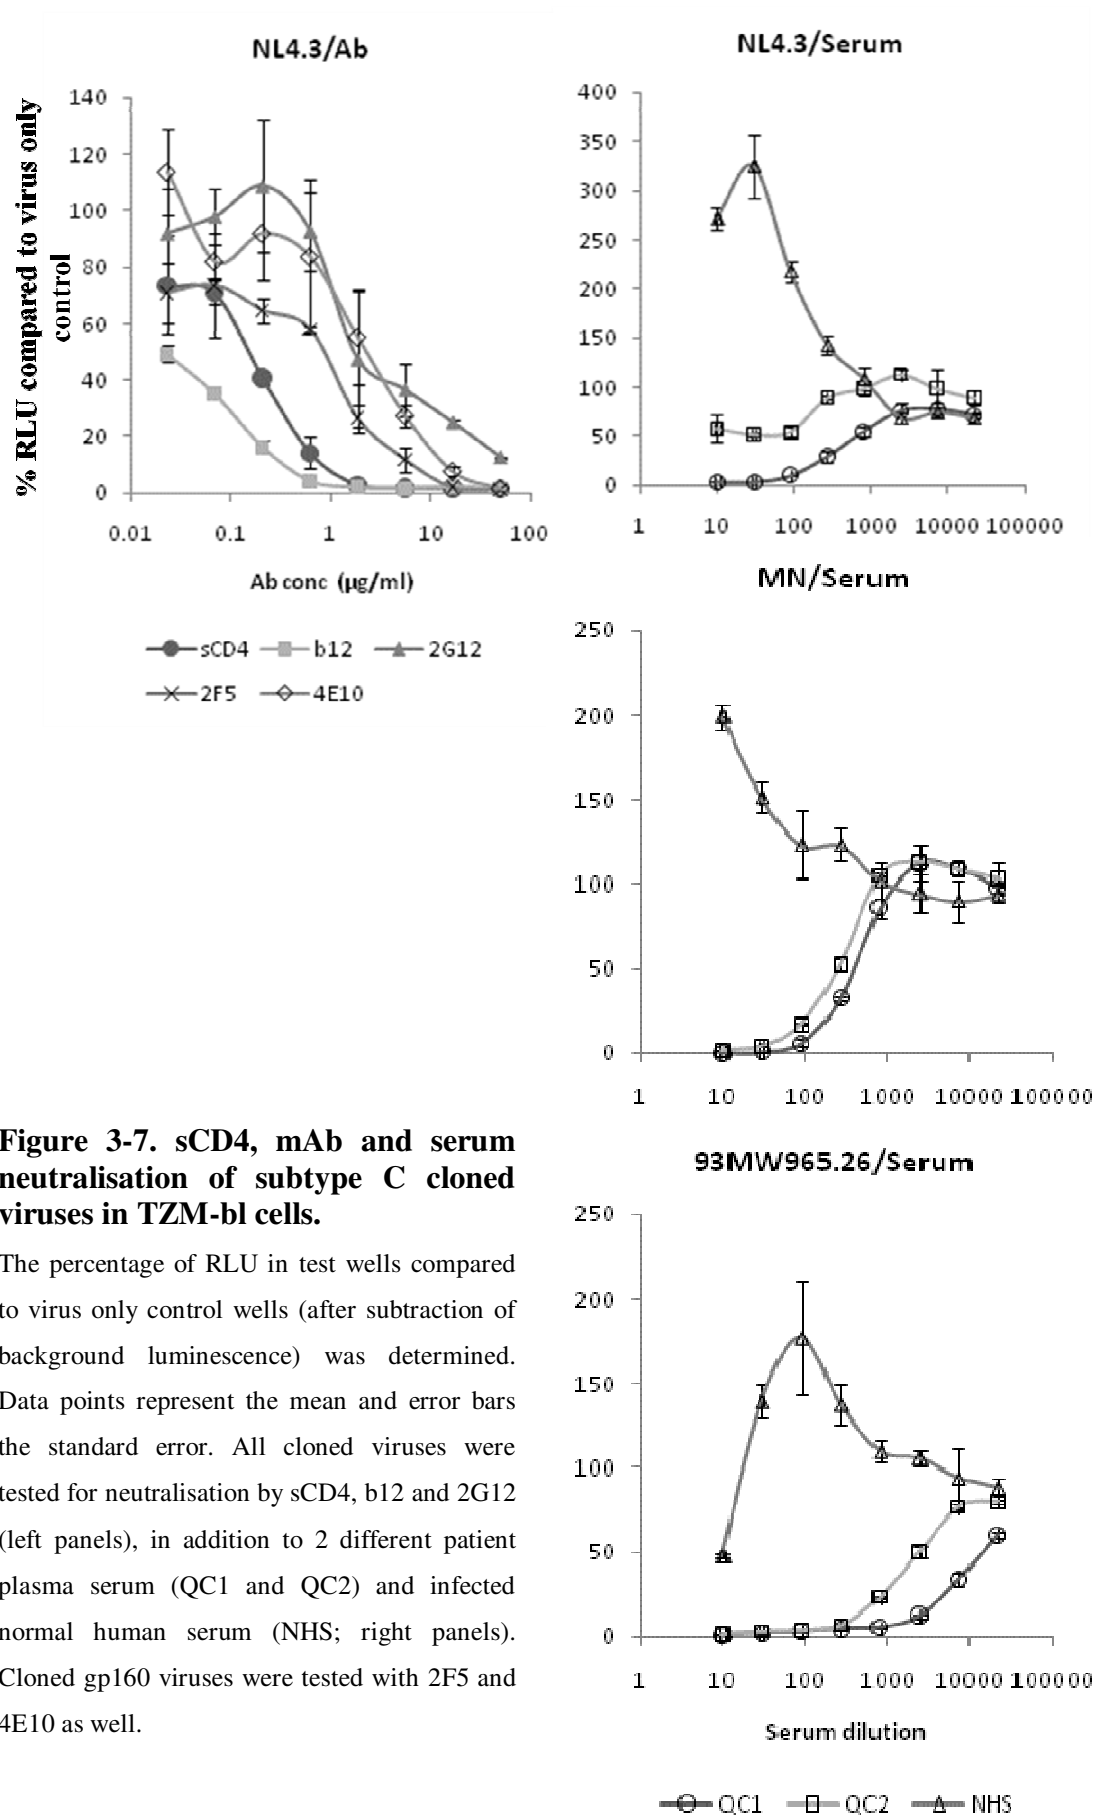 NL4.3/Ab
% RLU compared to virus only
control
140
120
100
80
60
40
20
0
0.01 0.1 1 10 100
Ab conc (µg/ml)
sCD4 b12 2G12
2F5 4E10
NL4.3/Serum
400
350
300
250
200
150
100
50
0
1 10 100 1000 10000 100000
MN/Serum
250
200
150
100
50
0
1 10 100 1000 10000 100000
Figure 3-7. sCD4, mAb and serum
neutralisation of subtype C cloned
viruses in TZM-bl cells.
The percentage of RLU in test wells compared
to virus only control wells (after subtraction of
background luminescence) was determined.
Data points represent the mean and error bars
the standard error. All cloned viruses were
tested for neutralisation by sCD4, b12 and 2G12
(left panels), in addition to 2 different patient
plasma serum (QC1 and QC2) and infected
normal human serum (NHS; right panels).
Cloned gp160 viruses were tested with 2F5 and
4E10 as well.
93MW965.26/Serum
250
200
150
100
50
0
1 10 100 1000 10000 100000
Serum dilution
QC1 QC2 NHS